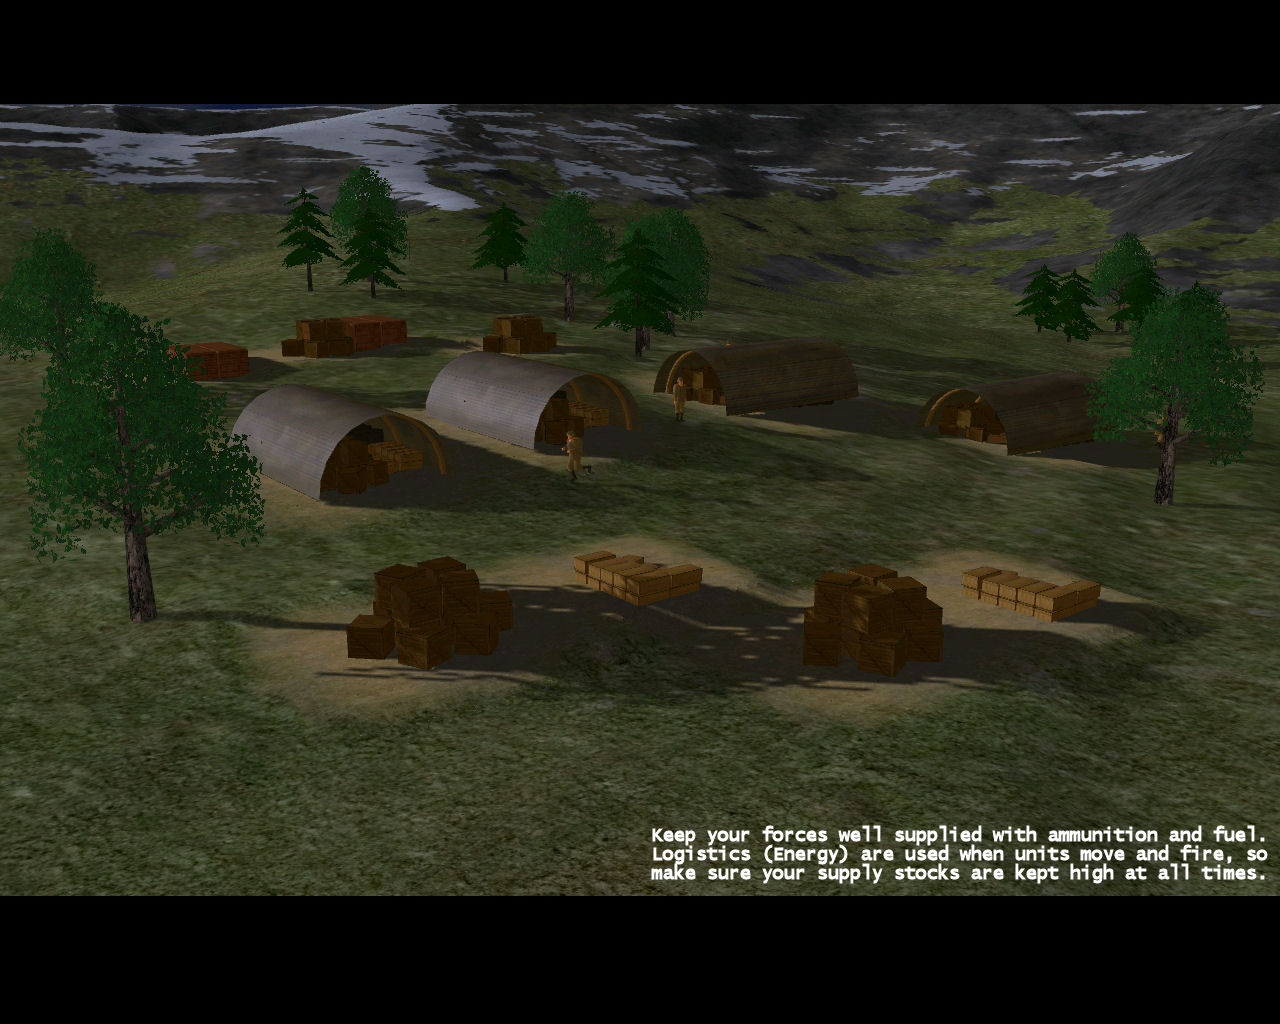 Keep your forces well supplied with ammunition and fuel.
Logistics (Energy) are used when units move and fire, so
make sure your supply stocks are kept high at all times.